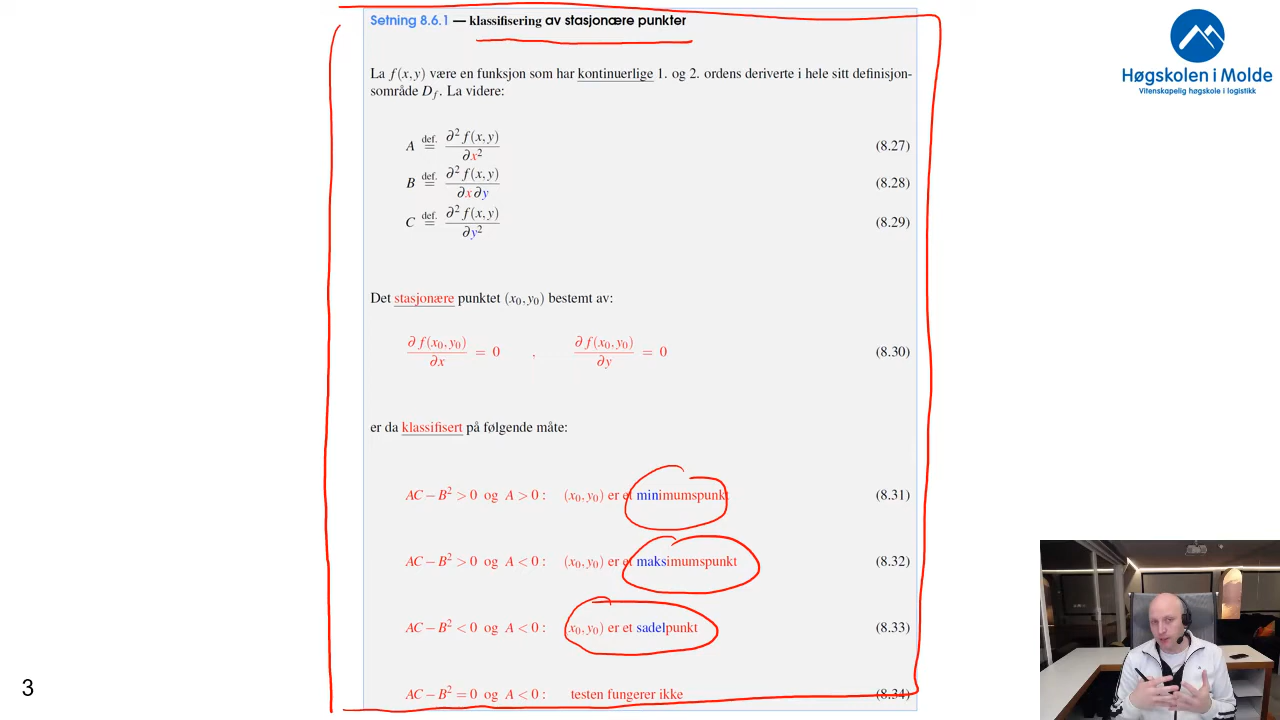 Setning 8.6.1 — klassifisering av stasjonære punkter
Høgskolen i Molde
Vitenskapelig høgskole i logistikk
La f(x,y) være en funksjon som har kontinuerlige 1. og 2. ordens deriverte i hele sitt definisjon-
sområde D_f. La videre:
A def. = ∂²f(x,y)/∂x² (8.27)
B def. = ∂²f(x,y)/∂x∂y (8.28)
C def. = ∂²f(x,y)/∂y² (8.29)
Det stasjonære punktet (x₀,y₀) bestemt av:
∂f(x₀,y₀)/∂x = 0 , ∂f(x₀,y₀)/∂y = 0 (8.30)
er da klassifisert på følgende måte:
AC − B² > 0 og A > 0 : (x₀,y₀) er et minimumspunkt (8.31)
AC − B² > 0 og A < 0 : (x₀,y₀) er et maksimumspunkt (8.32)
AC − B² < 0 og A < 0 : (x₀,y₀) er et sadelpunkt (8.33)
AC − B² = 0 og A < 0 : testen fungerer ikke (8.34)
3